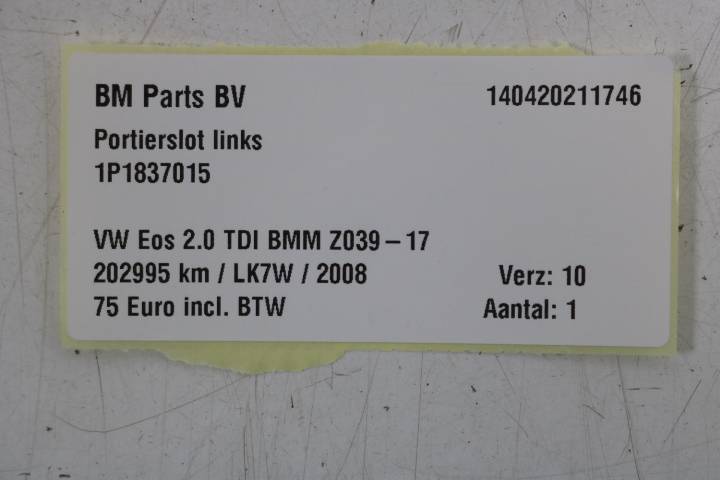 BM Parts BV 140420211746
Portierslot links
1P1837015
VW Eos 2.0 TDI BMM Z039 – 17
202995 km / LK7W / 2008 Verz: 10
75 Euro incl. BTW Aantal: 1